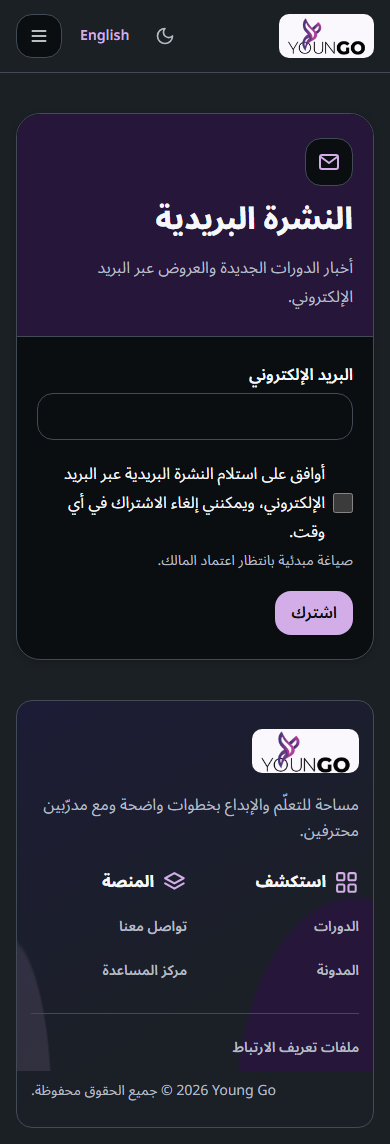 YOUNGO
English
النشرة البريدية
أخبار الدورات الجديدة والعروض عبر البريد
الإلكتروني.
البريد الإلكتروني
أوافق على استلام النشرة البريدية عبر البريد
الإلكتروني، ويمكنني إلغاء الاشتراك في أي
وقت.
صياغة مبدئية بانتظار اعتماد المالك.
اشترك
YOUNGO
مساحة للتعلّم والإبداع بخطوات واضحة ومع مدرّبين
محترفين.
استكشف
المنصة
الدورات
تواصل معنا
المدونة
مركز المساعدة
ملفات تعريف الارتباط
© 2026 Young Go جميع الحقوق محفوظة.